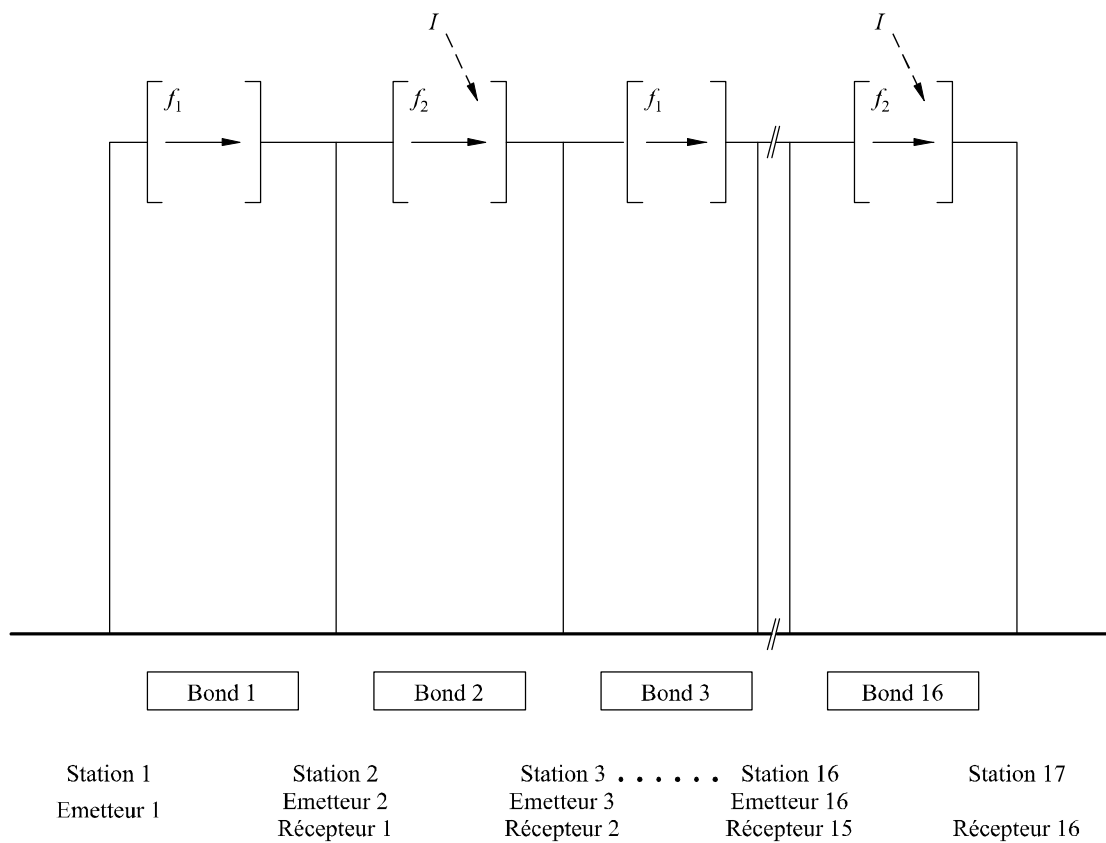 I I
f₁ f₂ f₁ f₂
Bond 1 Bond 2 Bond 3 Bond 16
Station 1 Station 2 Station 3 . . . . . . Station 16 Station 17
Emetteur 1 Emetteur 2 Emetteur 3 Emetteur 16
Récepteur 1 Récepteur 2 Récepteur 15 Récepteur 16